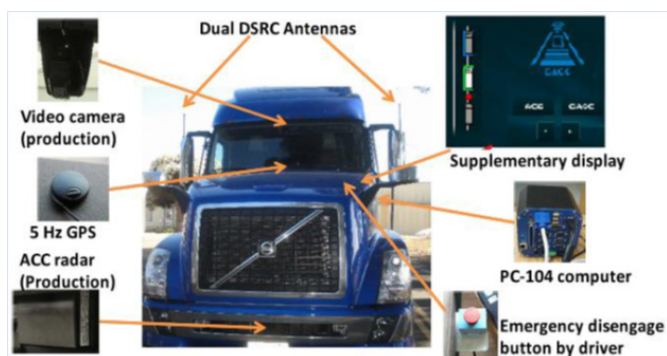 Dual DSRC Antennas
Video camera
(production)
CACC
ACC
CACC
Supplementary display
5 Hz GPS
ACC radar
(Production)
PC-104 computer
Emergency disengage
button by driver